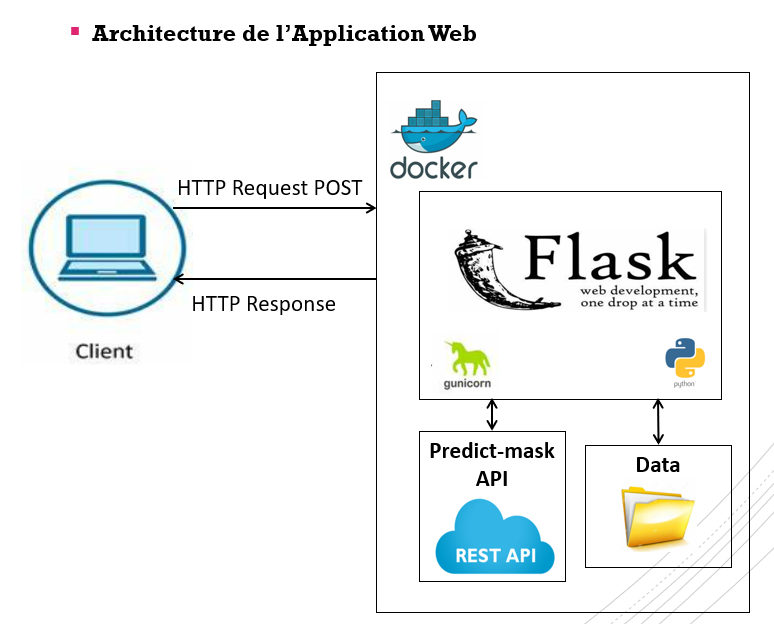 Architecture de l’Application Web
docker
HTTP Request POST
Flask
web development,
one drop at a time
HTTP Response
Client
gunicorn
python
Predict-mask
API
REST API
Data